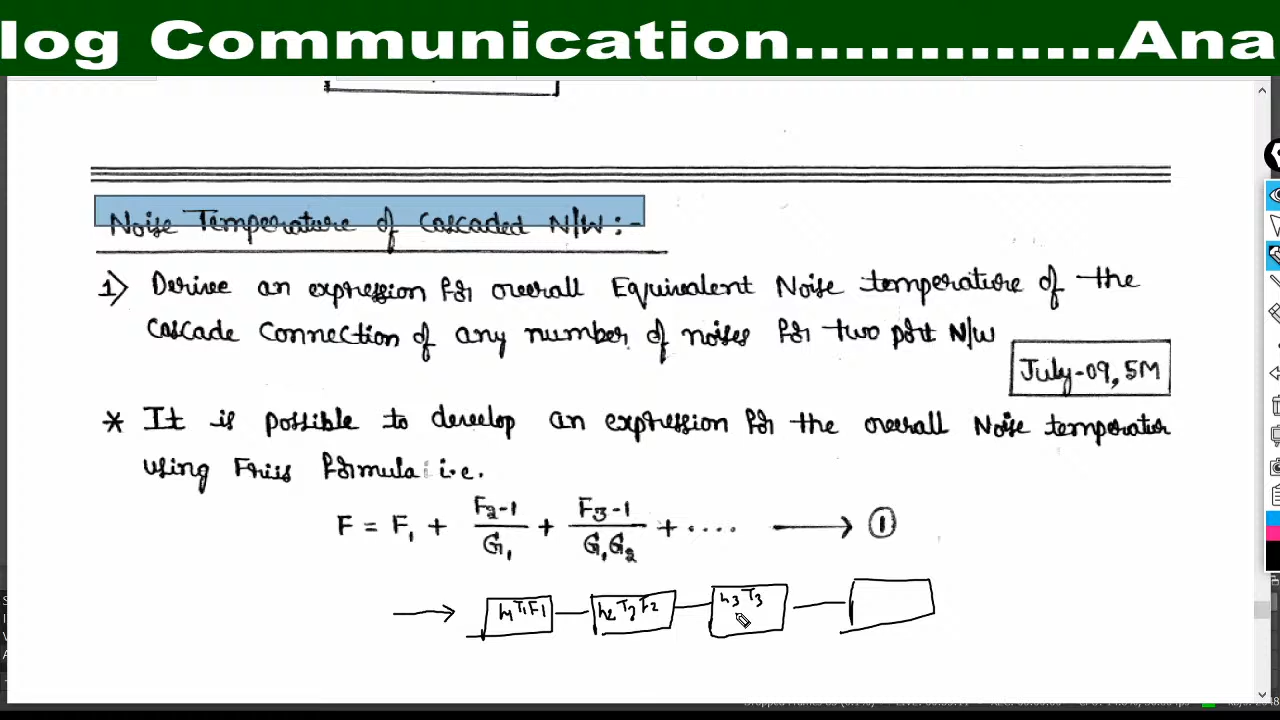 log Communication.............Ana
Noise Temperature of Cascaded N/W :-
1) Derive an expression for overall Equivalent Noise temperature of the
Cascade Connection of any number of noises for two port N/W
July-09, 5M
* It is possible to develop an expression for the overall Noise temperator
using Friis formula i.e.
F = F₁ + F₂-1/G₁ + F₃-1/G₁G₂ + .... ⟶ ①
h₁ T₁ F₁ h₂ T₂ F₂ h₃ T₃